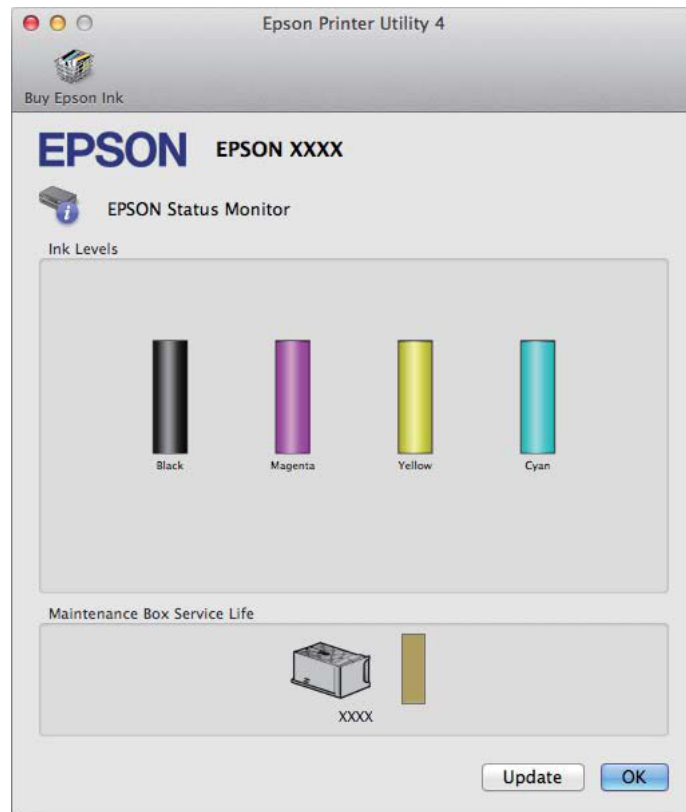 Epson Printer Utility 4
Buy Epson Ink
EPSON EPSON XXXX
EPSON Status Monitor
Ink Levels
Black Magenta Yellow Cyan
Maintenance Box Service Life
XXXX
Update OK